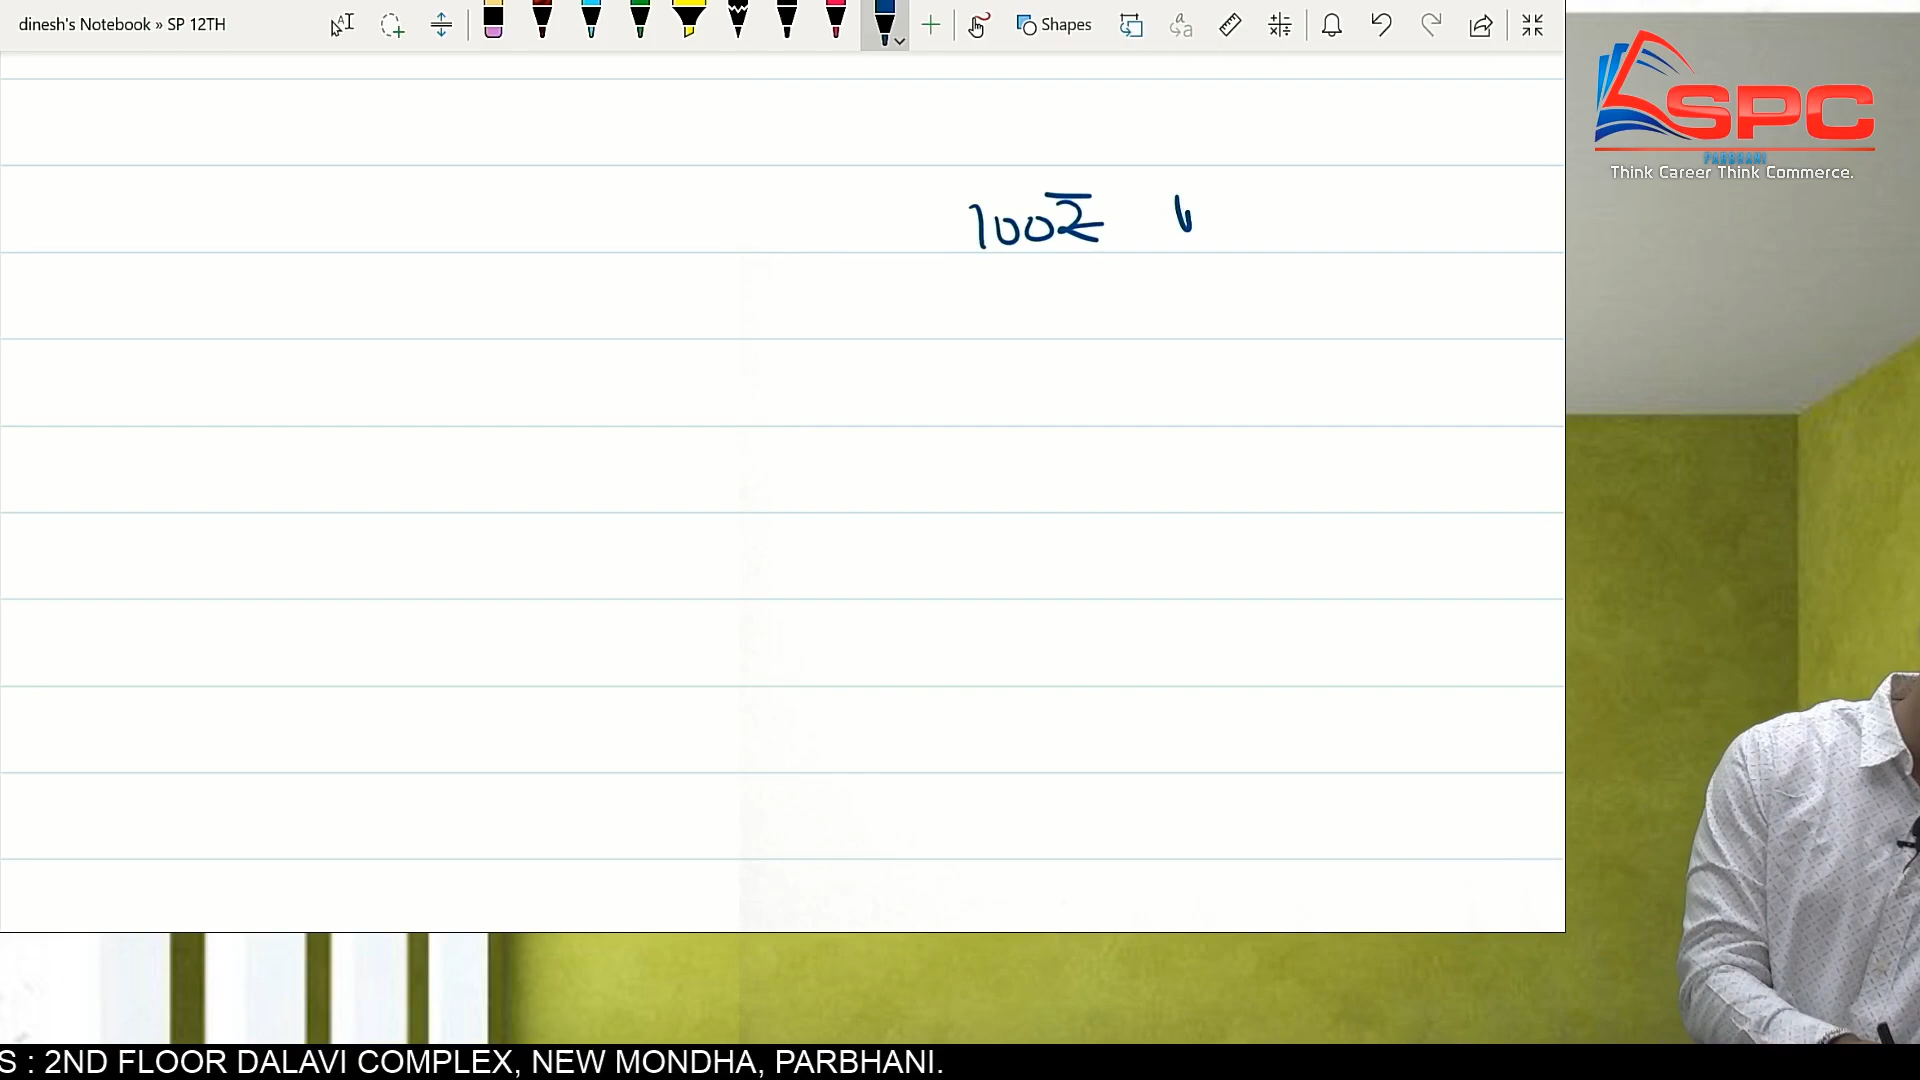 dinesh's Notebook » SP 12TH
Shapes
SPC
PARBHANI
Think Career Think Commerce.
100
S : 2ND FLOOR DALAVI COMPLEX, NEW MONDHA, PARBHANI.